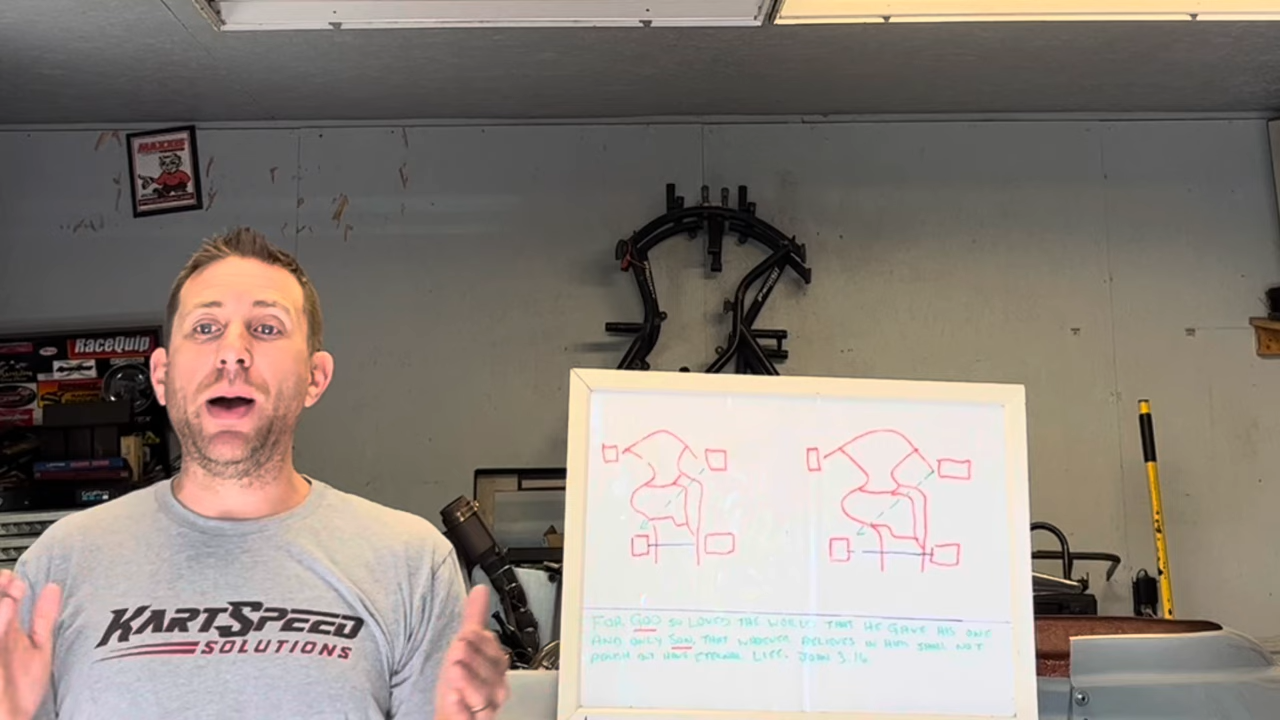 MAXXIS
RaceQuip
KARTSPEED
SOLUTIONS
FOR GOD SO LOVED THE WORLD THAT HE GAVE HIS ONE
AND ONLY SON, THAT WHOEVER BELIEVES IN HIM SHALL NOT
PERISH BUT HAVE ETERNAL LIFE. JOHN 3:16